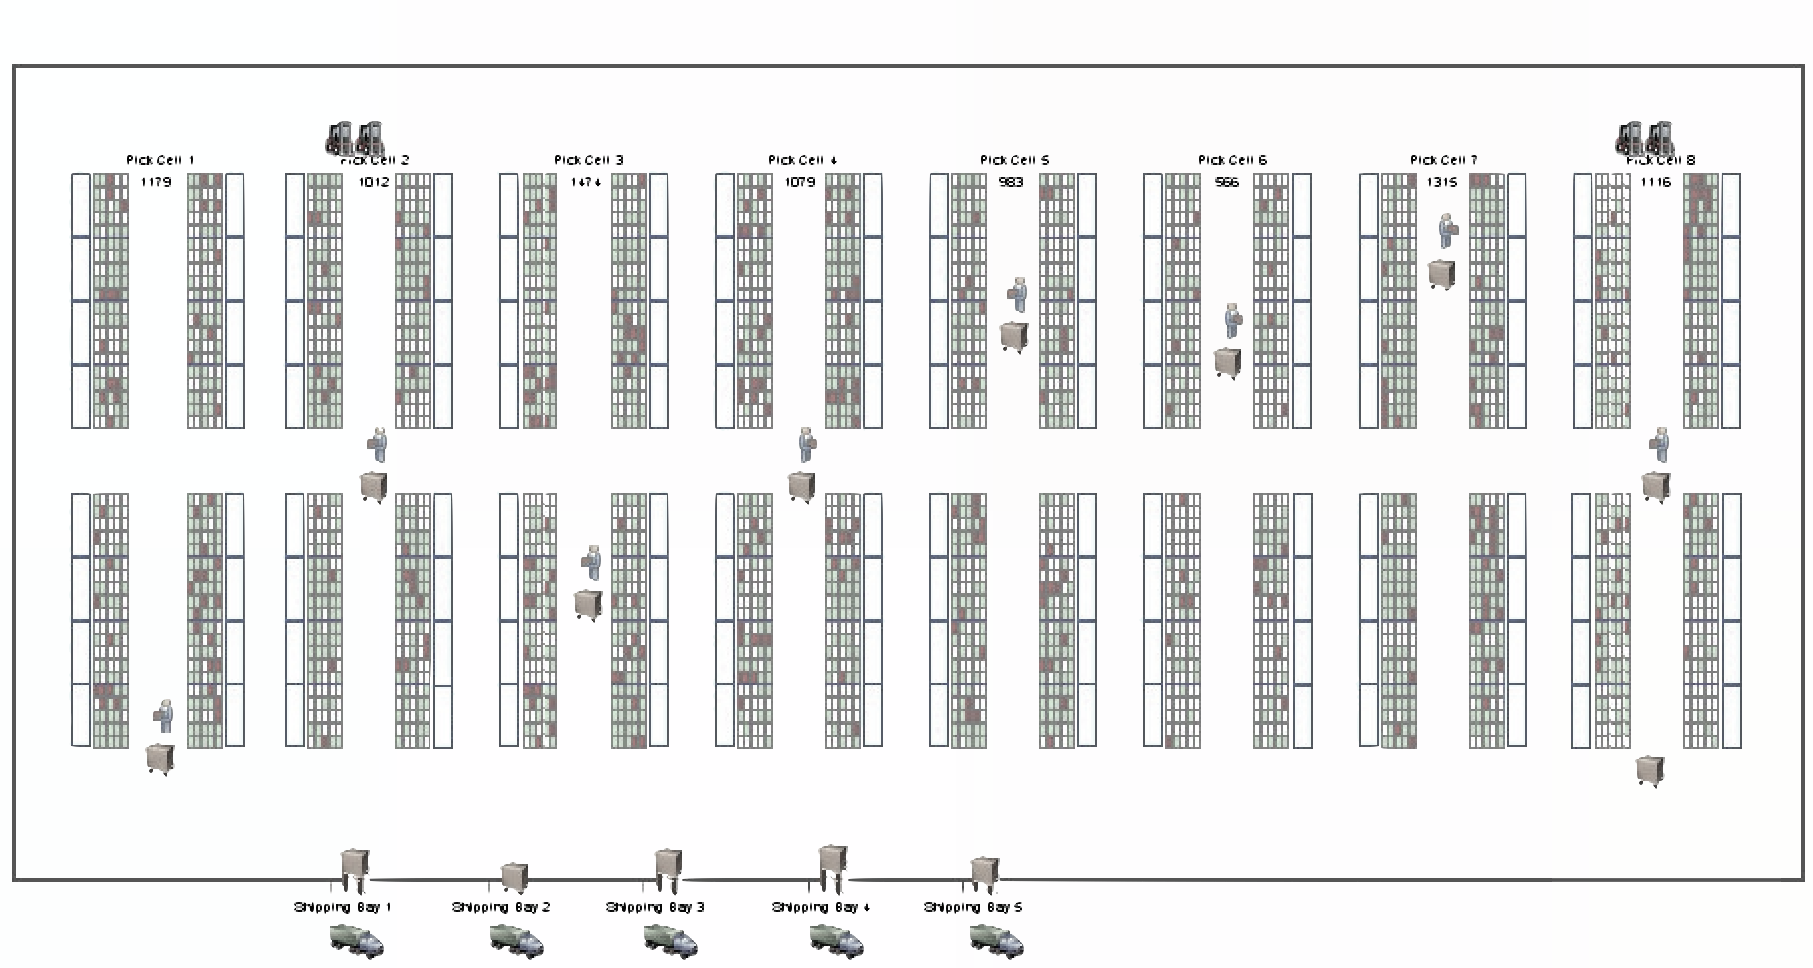 Pick Cell 1
Pick Cell 2
Pick Cell 3
Pick Cell 4
Pick Cell 5
Pick Cell 6
Pick Cell 7
Pick Cell 8
1179
1012
1474
1079
983
566
1315
1116
Shipping Bay 1
Shipping Bay 2
Shipping Bay 3
Shipping Bay 4
Shipping Bay 5